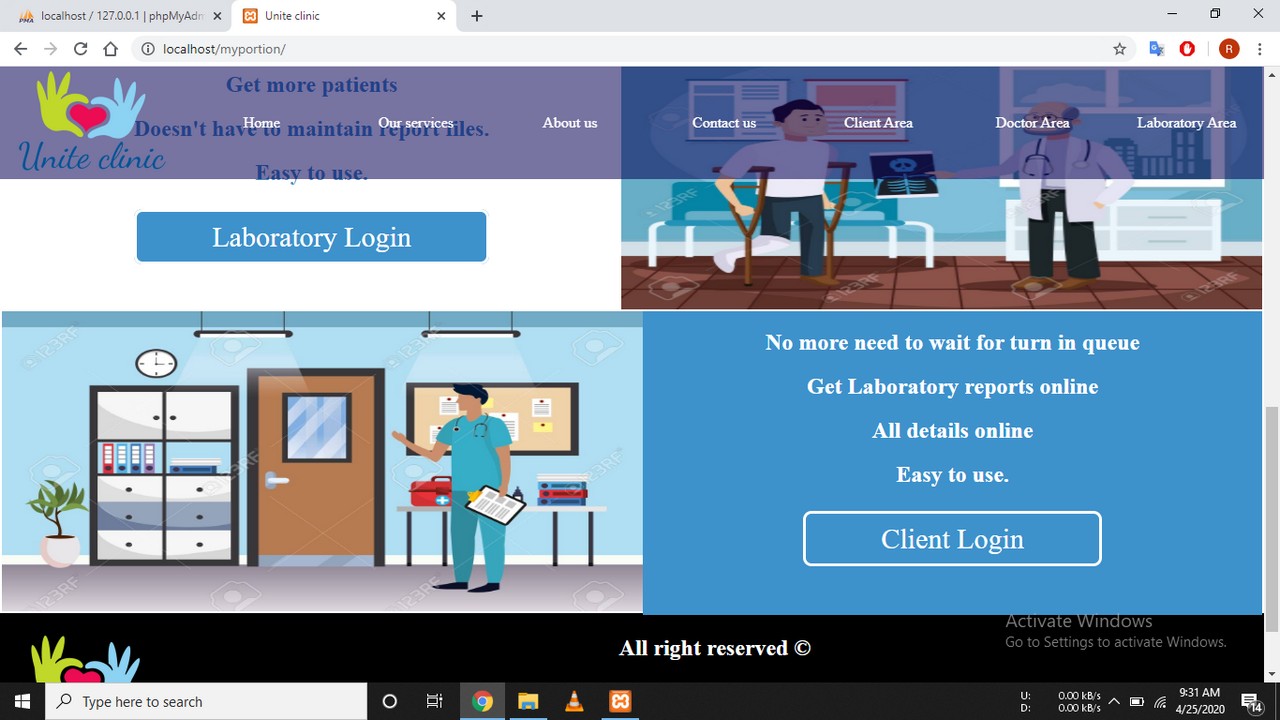 localhost / 127.0.0.1 | phpMyAdm
Unite clinic
localhost/myportion/
R
Get more patients
Home
Our services
About us
Contact us
Client Area
Doctor Area
Laboratory Area
Doesn't have to maintain report files.
Unite clinic
Easy to use.
Laboratory Login
123RF
No more need to wait for turn in queue
Get Laboratory reports online
All details online
Easy to use.
Client Login
All right reserved ©
Activate Windows
Go to Settings to activate Windows.
Type here to search
U: 0.00 kB/s
D: 0.00 kB/s
9:31 AM
4/25/2020
14